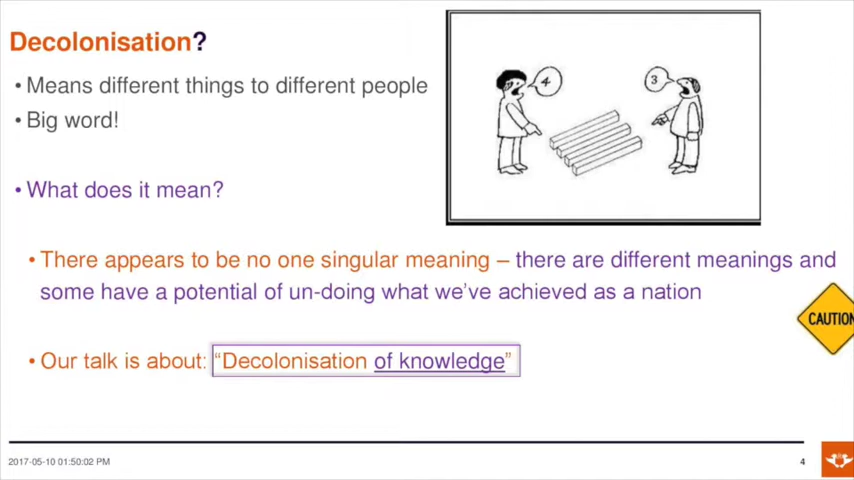 Decolonisation?
• Means different things to different people
• Big word!
4
3
• What does it mean?
• There appears to be no one singular meaning – there are different meanings and
some have a potential of un-doing what we've achieved as a nation
CAUTION
• Our talk is about: “Decolonisation of knowledge”
2017-05-10 01:50:02 PM
4